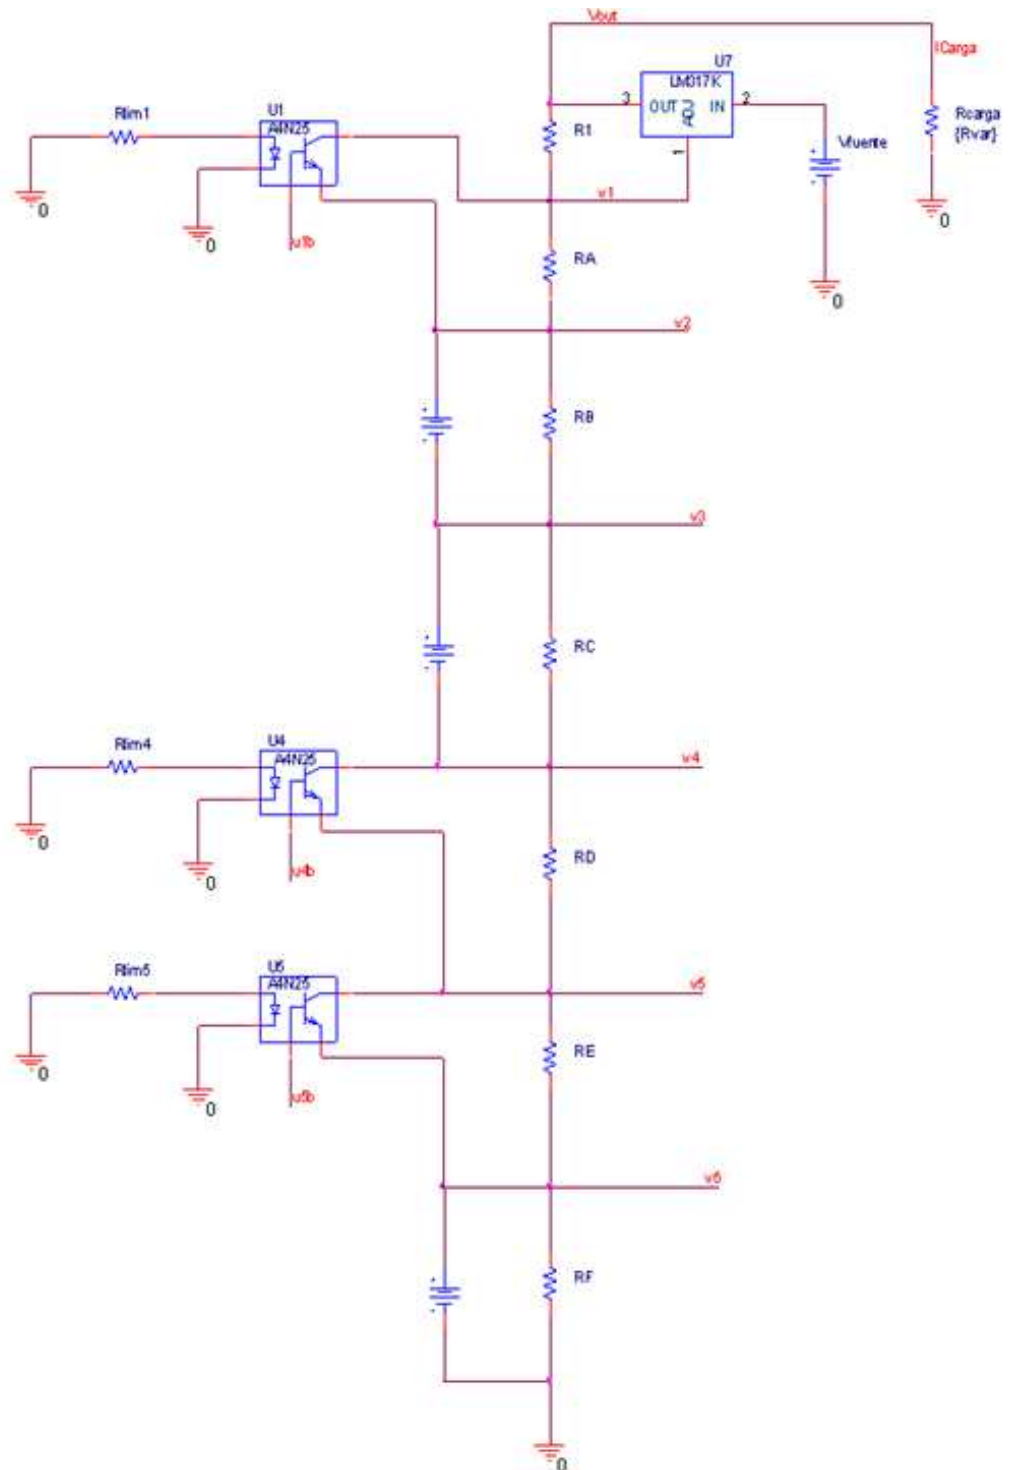 Vout
ICarga
U7
LM317K
3
OUT
ADJ
IN
2
1
Rcarga
{Rvar}
Vfuente
0
0
Rlim1
U1
A4N25
0
0
u1b
R1
v1
RA
v2
RB
v3
RC
Rlim4
U4
A4N25
v4
0
0
u4b
RD
Rlim5
U5
A4N25
v5
0
0
u5b
RE
v6
RF
0